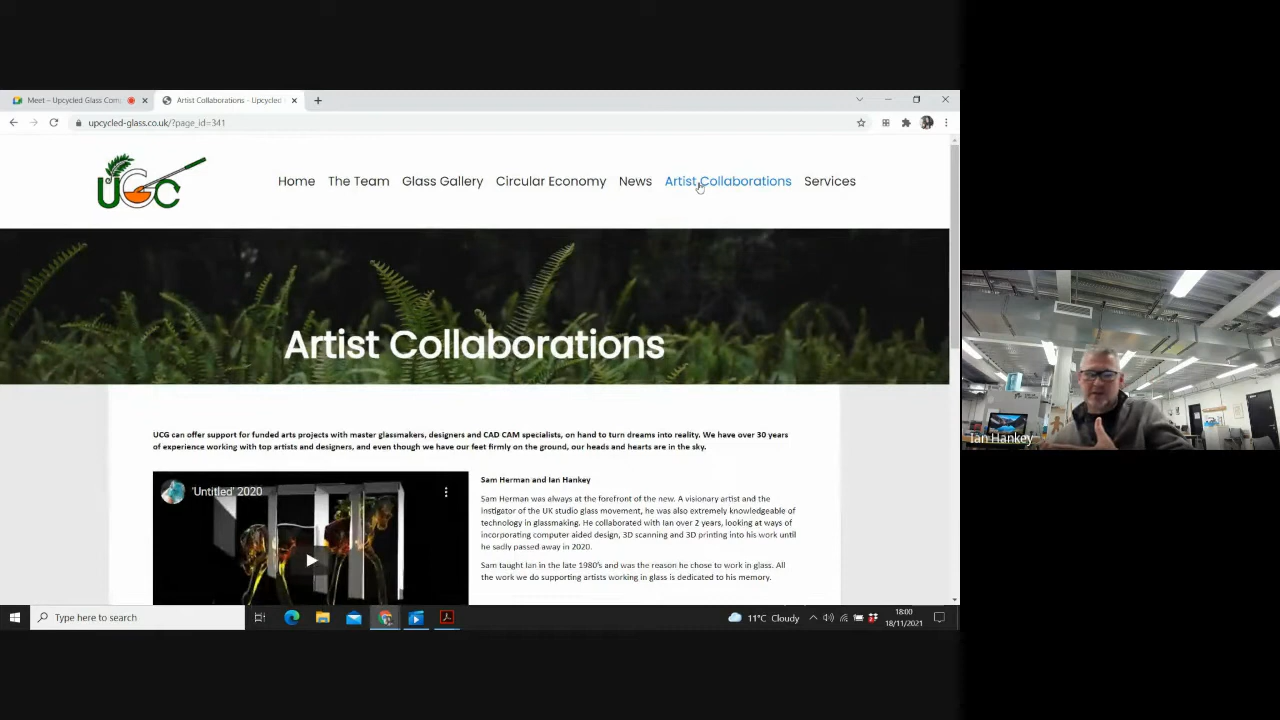 Meet – Upcycled Glass Com
Artist Collaborations - Upcycled
upcycled-glass.co.uk/?page_id=341
UGC
Home The Team Glass Gallery Circular Economy News Artist Collaborations Services
Artist Collaborations
UCG can offer support for funded arts projects with master glassmakers, designers and CAD CAM specialists, on hand to turn dreams into reality. We have over 30 years
of experience working with top artists and designers, and even though we have our feet firmly on the ground, our heads and hearts are in the sky.
'Untitled' 2020
Sam Herman and Ian Hankey
Sam Herman was always at the forefront of the new. A visionary artist and the
instigator of the UK studio glass movement, he was also extremely knowledgeable of
technology in glassmaking. He collaborated with Ian over 2 years, looking at ways of
incorporating computer aided design, 3D scanning and 3D printing into his work until
he sadly passed away in 2020.
Sam taught Ian in the late 1980's and was the reason he chose to work in glass. All
the work we do supporting artists working in glass is dedicated to his memory.
Ian Hankey
Type here to search
11°C Cloudy
18:00
18/11/2021